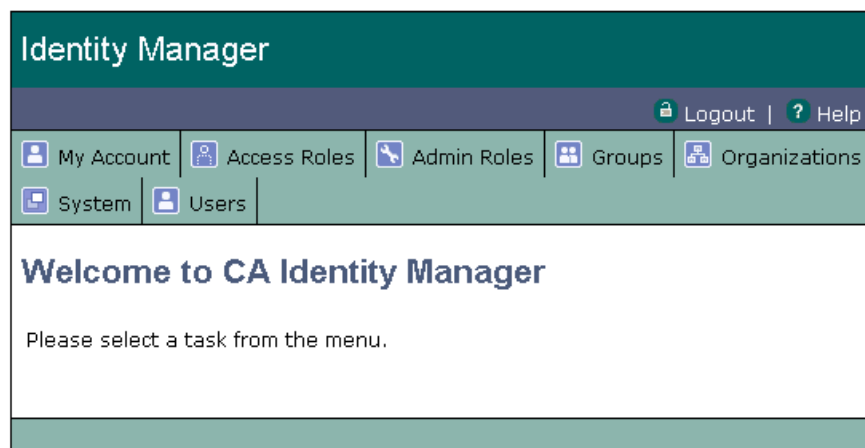 Identity Manager
Logout | ? Help
My Account Access Roles Admin Roles Groups Organizations
System Users
Welcome to CA Identity Manager
Please select a task from the menu.